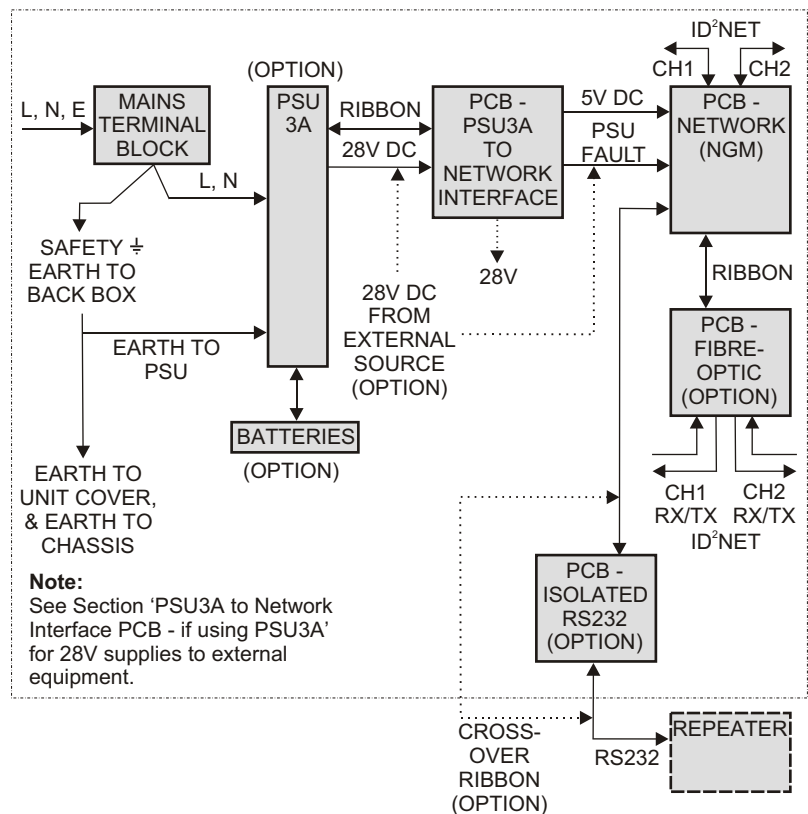 ID²NET
CH1
CH2
(OPTION)
L, N, E
MAINS
TERMINAL
BLOCK
PSU
3A
RIBBON
28V DC
PCB -
PSU3A
TO
NETWORK
INTERFACE
5V DC
PSU
FAULT
PCB -
NETWORK
(NGM)
L, N
SAFETY ⏚
EARTH TO
BACK BOX
28V
28V DC
FROM
EXTERNAL
SOURCE
(OPTION)
RIBBON
EARTH TO
PSU
PCB -
FIBRE-
OPTIC
(OPTION)
BATTERIES
(OPTION)
EARTH TO
UNIT COVER,
& EARTH TO
CHASSIS
CH1
RX/TX
CH2
RX/TX
ID²NET
PCB -
ISOLATED
RS232
(OPTION)
Note:
See Section 'PSU3A to Network
Interface PCB - if using PSU3A'
for 28V supplies to external
equipment.
CROSS-
OVER
RIBBON
(OPTION)
RS232
REPEATER